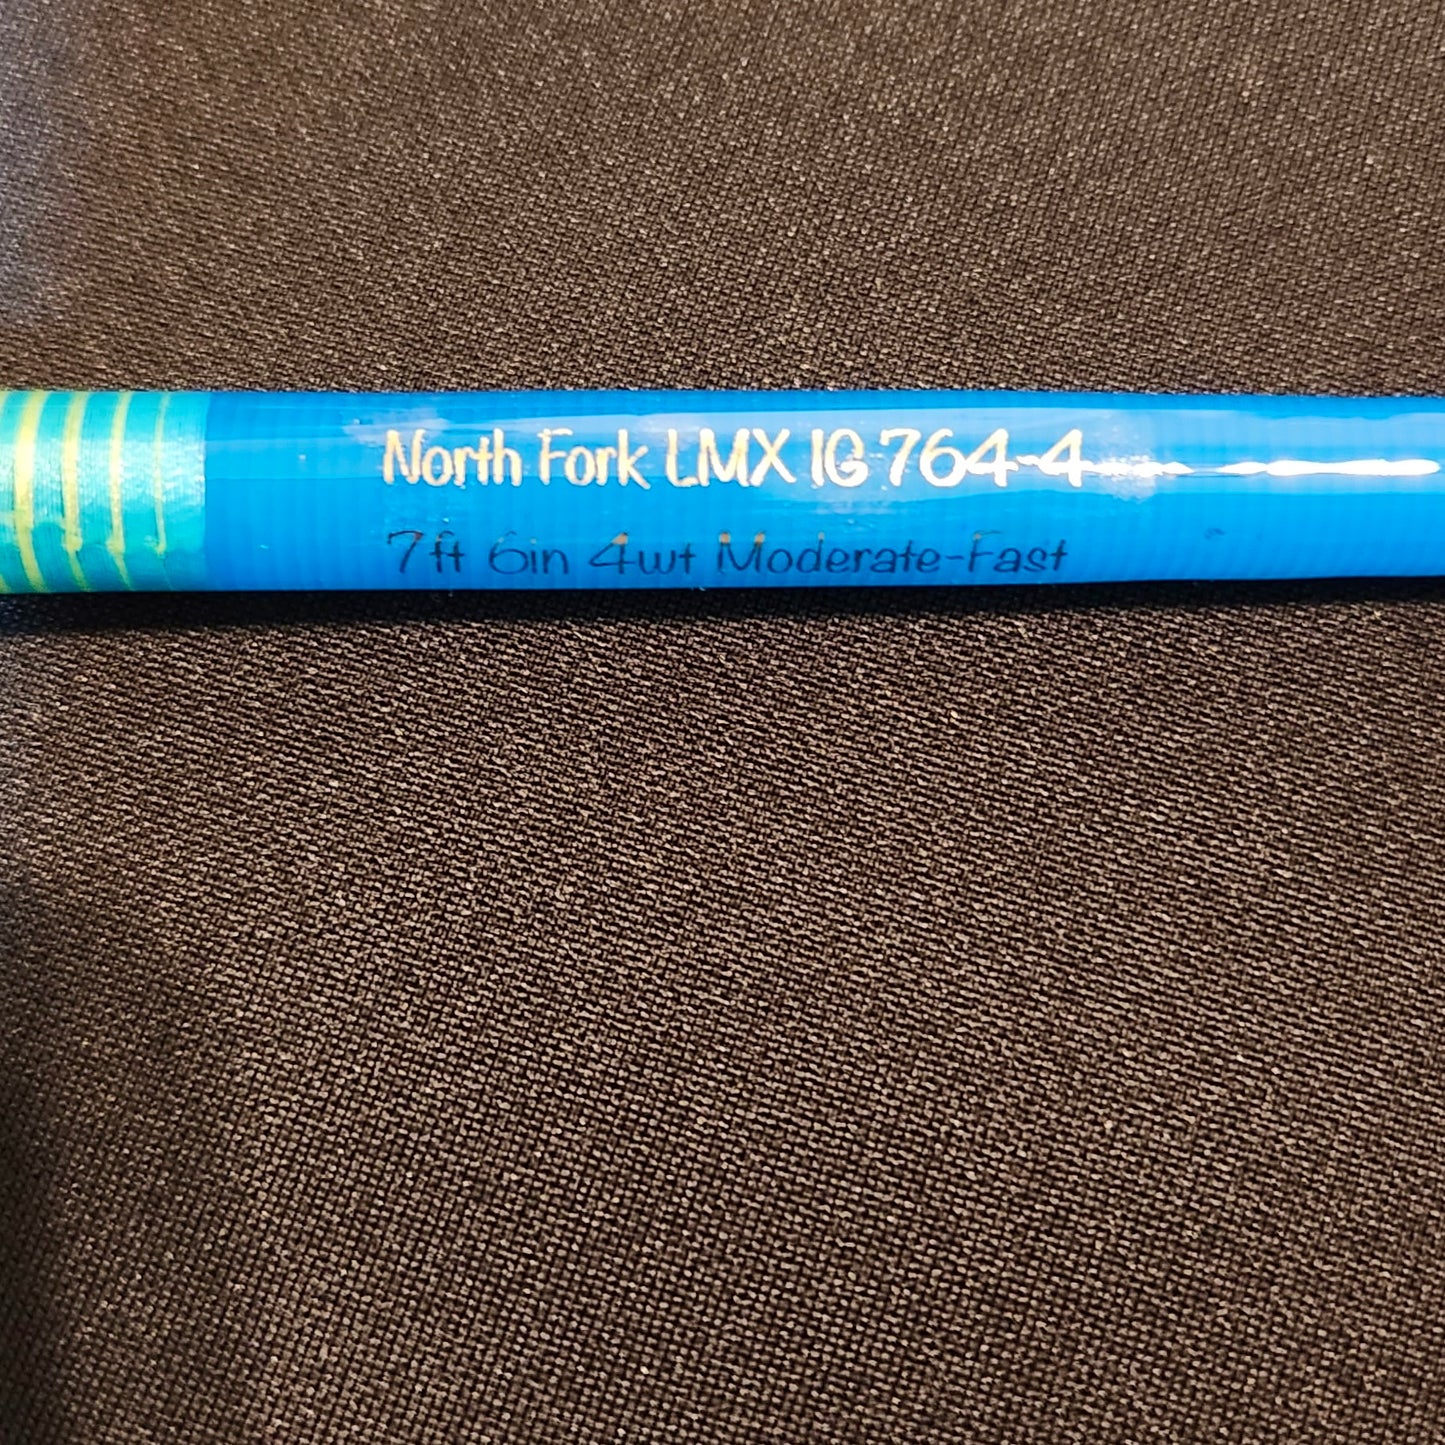 North Fork LMX IG 764-4
7ft 6in 4wt Moderate-Fast